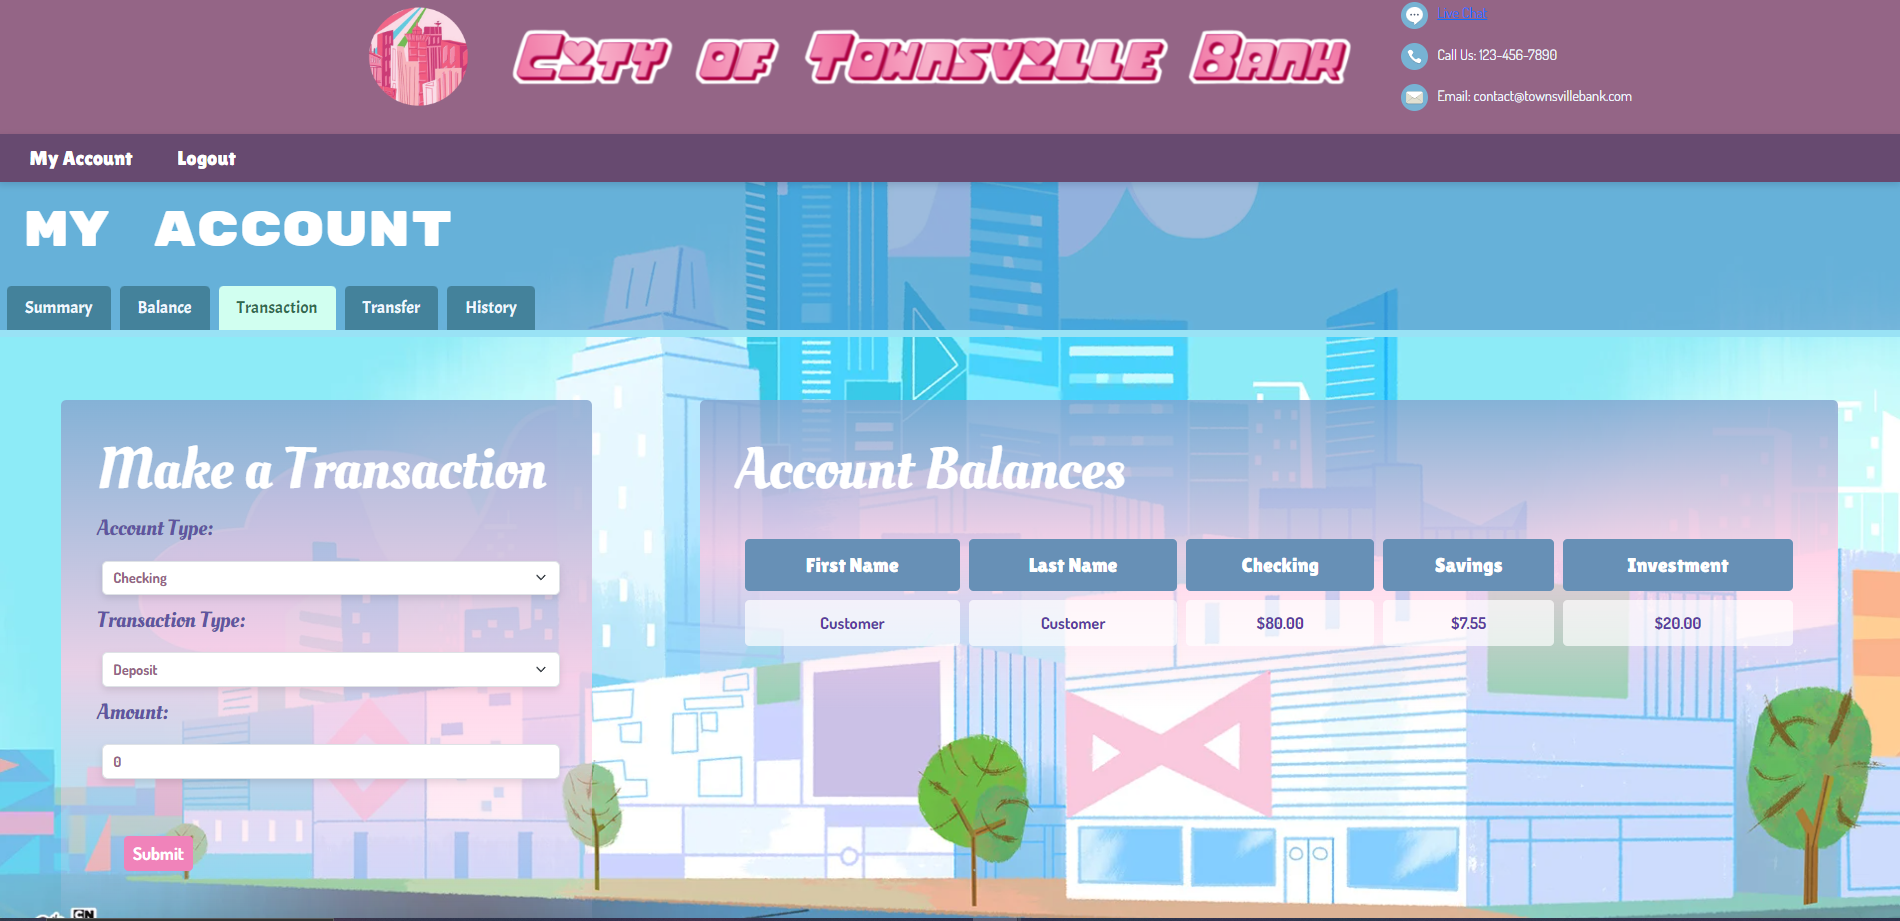 City of Townsville Bank
Live Chat
Call Us: 123-456-7890
Email: contact@townsvillebank.com
My Account Logout
MY ACCOUNT
Summary Balance Transaction Transfer History
Make a Transaction
Account Type:
Checking
Transaction Type:
Deposit
Amount:
0
Submit
Account Balances
First Name Last Name Checking Savings Investment
Customer Customer $80.00 $7.55 $20.00
CN